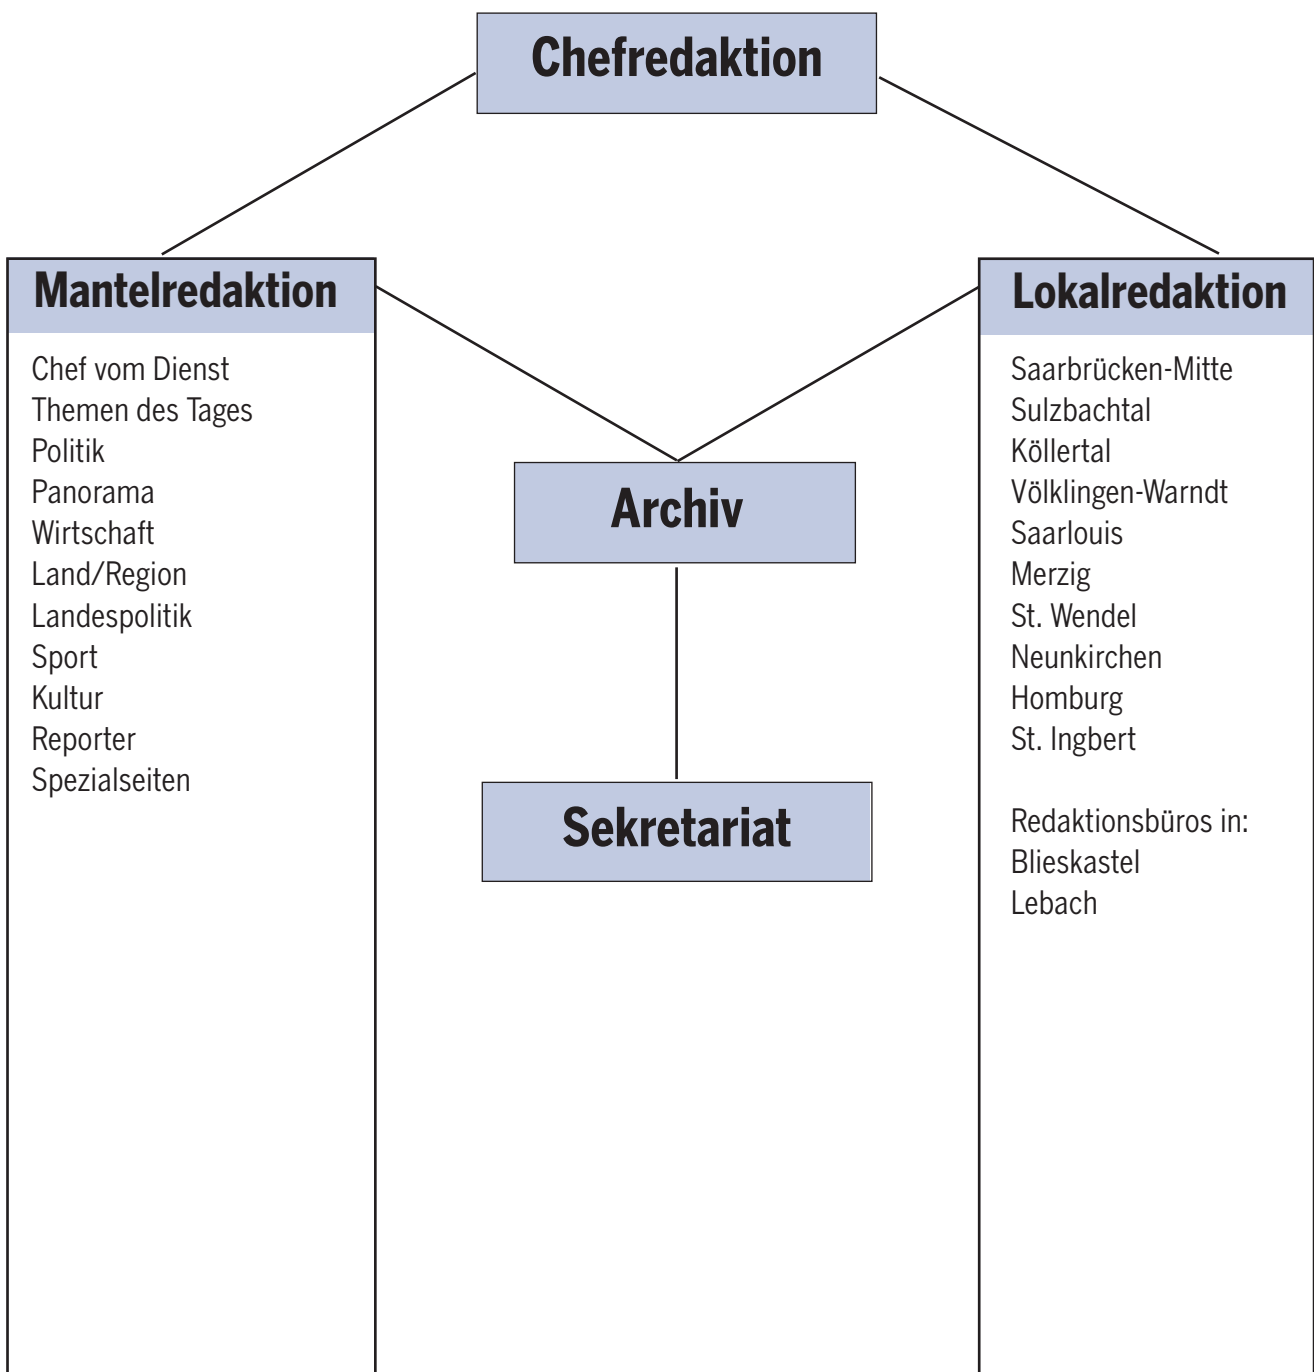 Chefredaktion
Mantelredaktion
Chef vom Dienst
Themen des Tages
Politik
Panorama
Wirtschaft
Land/Region
Landespolitik
Sport
Kultur
Reporter
Spezialseiten
Archiv
Sekretariat
Lokalredaktion
Saarbrücken-Mitte
Sulzbachtal
Köllertal
Völklingen-Warndt
Saarlouis
Merzig
St. Wendel
Neunkirchen
Homburg
St. Ingbert
Redaktionsbüros in:
Blieskastel
Lebach